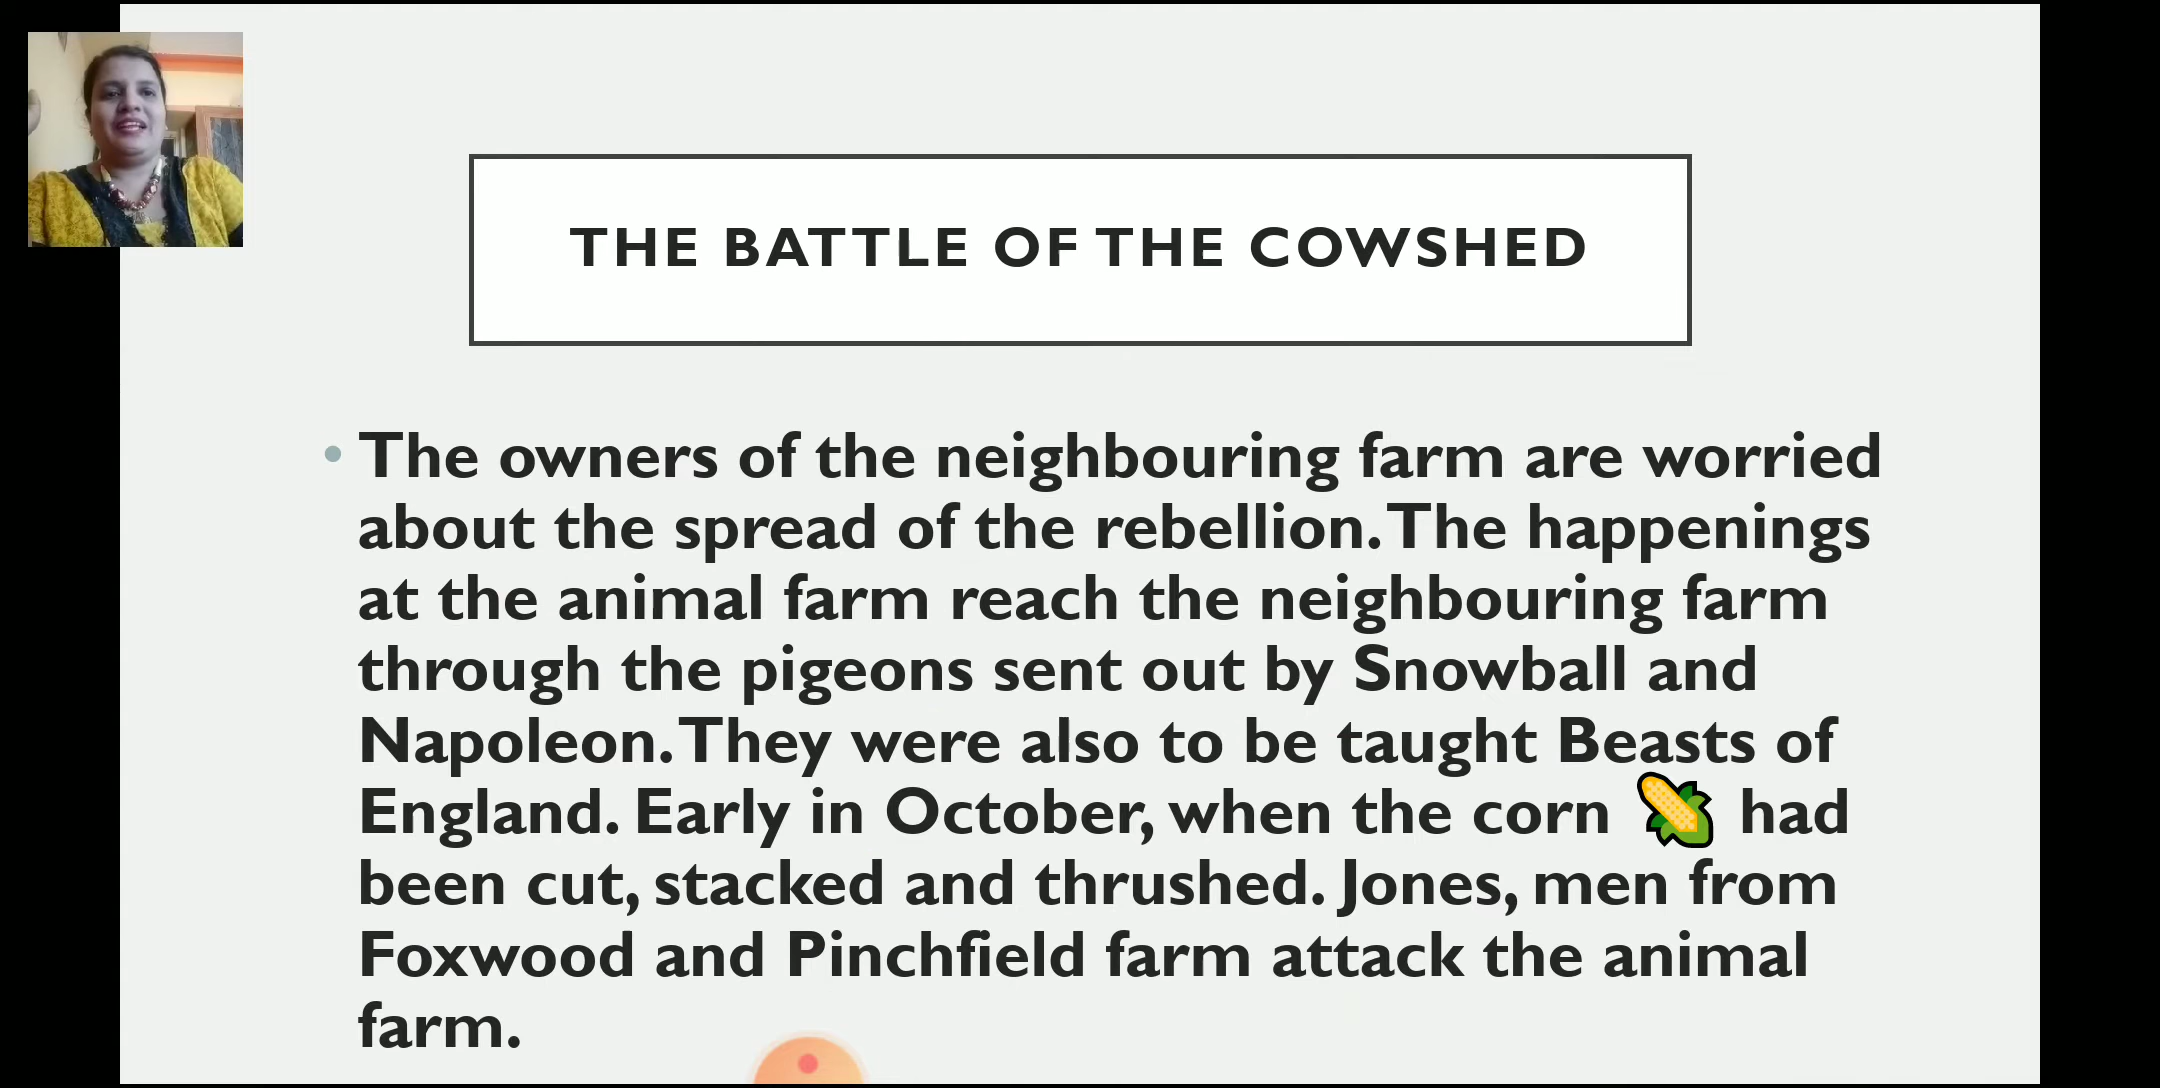 THE BATTLE OF THE COWSHED
• The owners of the neighbouring farm are worried
about the spread of the rebellion. The happenings
at the animal farm reach the neighbouring farm
through the pigeons sent out by Snowball and
Napoleon. They were also to be taught Beasts of
England. Early in October, when the corn 🌽 had
been cut, stacked and thrushed. Jones, men from
Foxwood and Pinchfield farm attack the animal
farm.